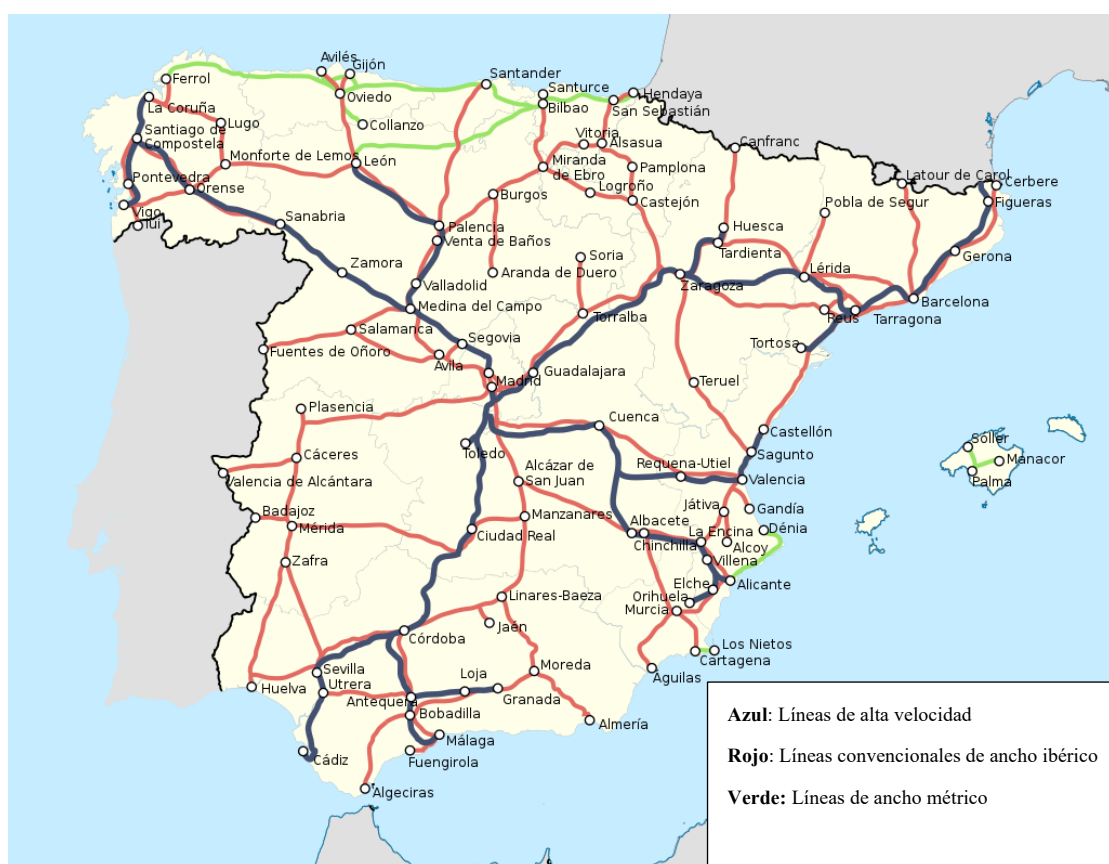 Avilés
Gijón
Ferrol
Santander
Santurce
Hendaya
Oviedo
Bilbao
San Sebastián
La Coruña
Lugo
Collanzo
Vitoria
Alsasua
Canfranc
Santiago de
Compostela
Monforte de Lemos
León
Miranda
de Ebro
Pamplona
Latour de Carol
Cerbere
Pontevedra
Orense
Burgos
Logroño
Castejón
Pobla de Segur
Figueras
Vigo
Tui
Sanabria
Palencia
Venta de Baños
Huesca
Tardienta
Gerona
Zamora
Aranda de Duero
Soria
Zaragoza
Lérida
Valladolid
Barcelona
Medina del Campo
Torralba
Reus
Tarragona
Salamanca
Segovia
Fuentes de Oñoro
Ávila
Tortosa
Madrid
Guadalajara
Teruel
Plasencia
Cuenca
Castellón
Toledo
Sóller
Cáceres
Sagunto
Manacor
Alcázar de
San Juan
Requena-Utiel
Palma
Valencia de Alcántara
Valencia
Játiva
Gandía
Badajoz
Manzanares
Mérida
Albacete
La Encina
Dénia
Ciudad Real
Chinchilla
Alcoy
Zafra
Villena
Elche
Alicante
Linares-Baeza
Orihuela
Murcia
Jaén
Córdoba
Los Nietos
Cartagena
Sevilla
Loja
Moreda
Águilas
Huelva
Utrera
Antequera
Granada
Bobadilla
Almería
Málaga
Cádiz
Fuengirola
Algeciras
Azul: Líneas de alta velocidad
Rojo: Líneas convencionales de ancho ibérico
Verde: Líneas de ancho métrico